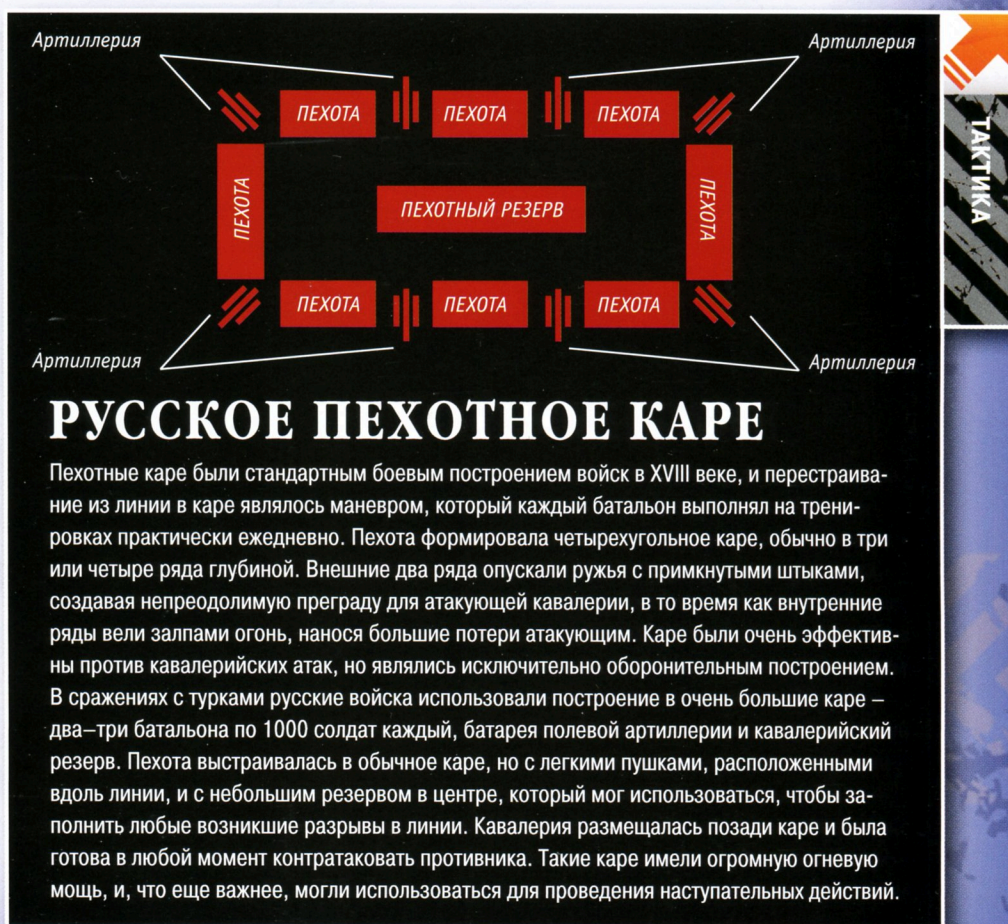 Артиллерия Артиллерия
ПЕХОТА ПЕХОТА ПЕХОТА
ТАКТИКА
ПЕХОТА ПЕХОТНЫЙ РЕЗЕРВ ПЕХОТА
ПЕХОТА ПЕХОТА ПЕХОТА
Артиллерия Артиллерия
РУССКОЕ ПЕХОТНОЕ КАРЕ
Пехотные каре были стандартным боевым построением войск в XVIII веке, и перестраива-
ние из линии в каре являлось маневром, который каждый батальон выполнял на трени-
ровках практически ежедневно. Пехота формировала четырехугольное каре, обычно в три
или четыре ряда глубиной. Внешние два ряда опускали ружья с примкнутыми штыками,
создавая непреодолимую преграду для атакующей кавалерии, в то время как внутренние
ряды вели залпами огонь, нанося большие потери атакующим. Каре были очень эффектив-
ны против кавалерийских атак, но являлись исключительно оборонительным построением.
В сражениях с турками русские войска использовали построение в очень большие каре –
два–три батальона по 1000 солдат каждый, батарея полевой артиллерии и кавалерийский
резерв. Пехота выстраивалась в обычное каре, но с легкими пушками, расположенными
вдоль линии, и с небольшим резервом в центре, который мог использоваться, чтобы за-
полнить любые возникшие разрывы в линии. Кавалерия размещалась позади каре и была
готова в любой момент контратаковать противника. Такие каре имели огромную огневую
мощь, и, что еще важнее, могли использоваться для проведения наступательных действий.